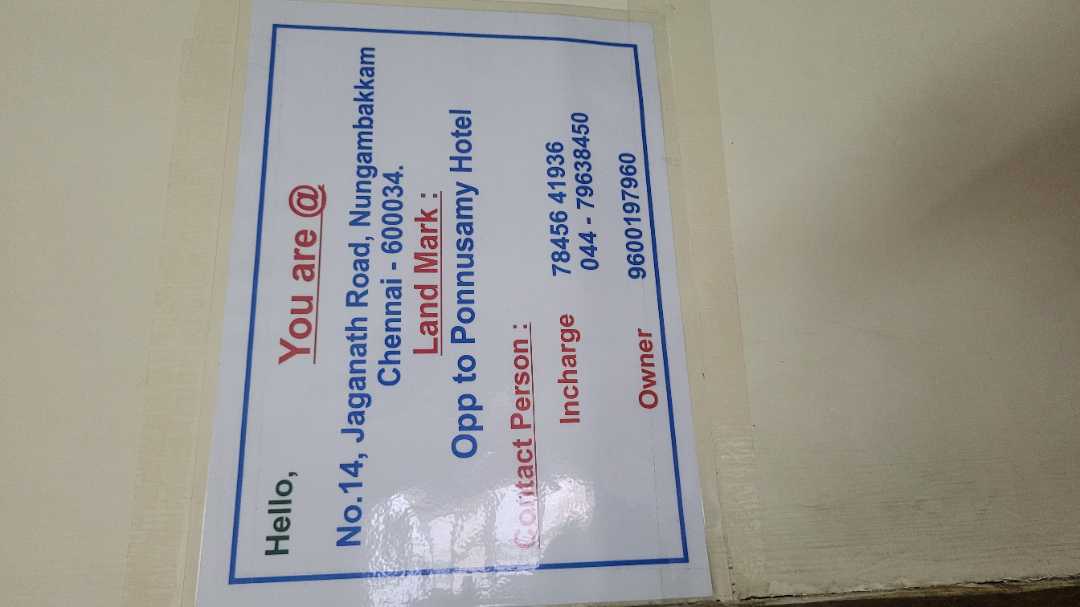 Hello,
You are @
No.14, Jaganath Road, Nungambakkam
Chennai - 600034.
Land Mark :
Opp to Ponnusamy Hotel
Contact Person :
Incharge 78456 41936
044 - 79638450
Owner 9600197960